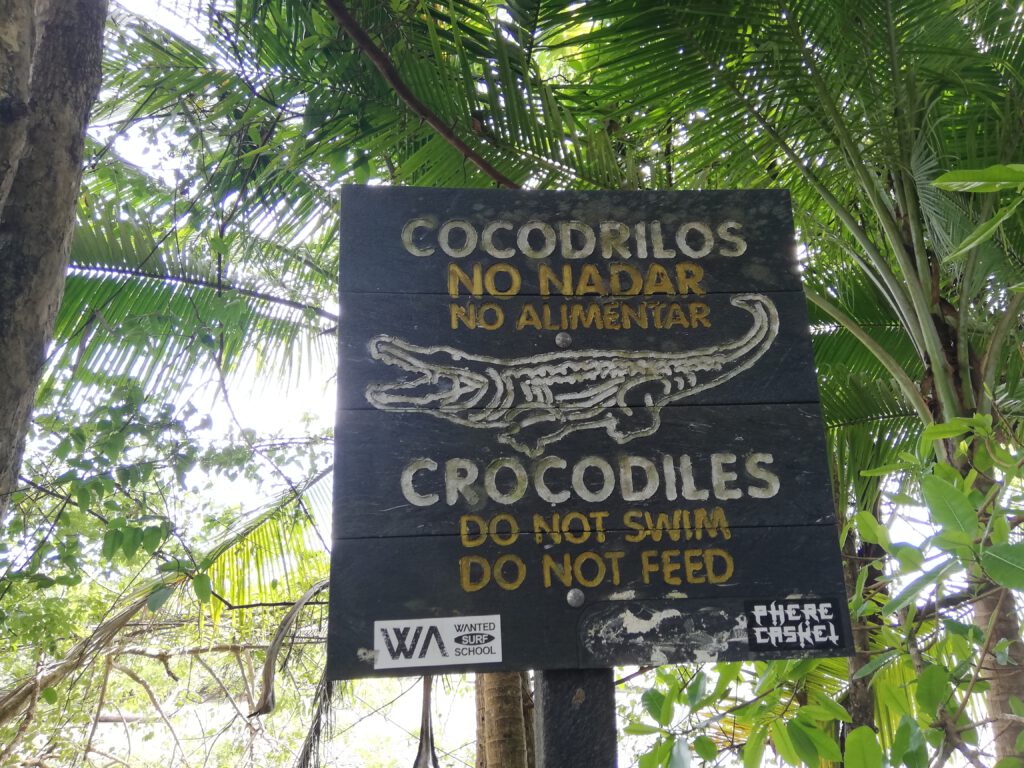 COCODRILOS
NO NADAR
NO ALIMENTAR
CROCODILES
DO NOT SWIM
DO NOT FEED
WA
WANTED
SURF
SCHOOL
PHERE
CASKET